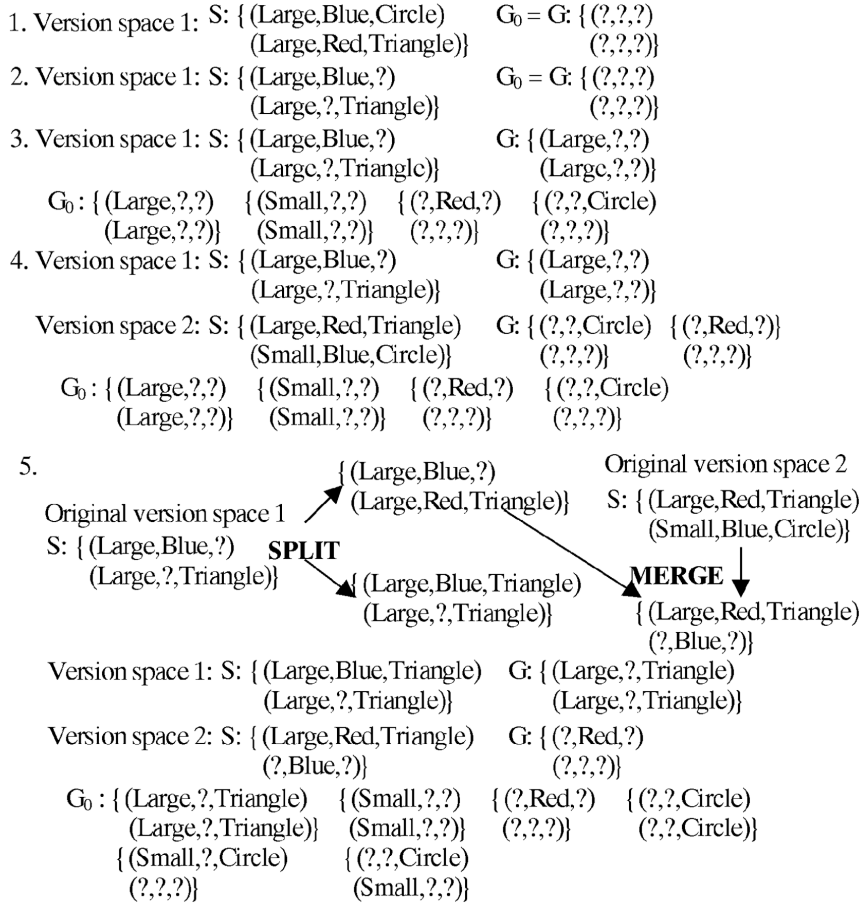 1. Version space 1: S: { (Large,Blue,Circle) G0 = G: { (?,?,?)
(Large,Red,Triangle)} (?,?,?)}
2. Version space 1: S: { (Large,Blue,?) G0 = G: { (?,?,?)
(Large,?,Triangle)} (?,?,?)}
3. Version space 1: S: { (Large,Blue,?) G: { (Large,?,?)
(Large,?,Triangle)} (Large,?,?)}
G0 : { (Large,?,?) { (Small,?,?) { (?,Red,?) { (?,?,Circle)
(Large,?,?)} (Small,?,?)} (?,?,?)} (?,?,?)}
4. Version space 1: S: { (Large,Blue,?) G: { (Large,?,?)
(Large,?,Triangle)} (Large,?,?)}
Version space 2: S: { (Large,Red,Triangle) G: { (?,?,Circle) { (?,Red,?)}
(Small,Blue,Circle)} (?,?,?)} (?,?,?)}
G0 : { (Large,?,?) { (Small,?,?) { (?,Red,?) { (?,?,Circle)
(Large,?,?)} (Small,?,?)} (?,?,?)} (?,?,?)}
5.
Original version space 1
S: { (Large,Blue,?)
(Large,?,Triangle)}
SPLIT
{ (Large,Blue,?)
(Large,Red,Triangle)}
{ (Large,Blue,Triangle)
(Large,?,Triangle)}
Original version space 2
S: { (Large,Red,Triangle)
(Small,Blue,Circle)}
MERGE
{ (Large,Red,Triangle)
(?,Blue,?)}
Version space 1: S: { (Large,Blue,Triangle) G: { (Large,?,Triangle)
(Large,?,Triangle)} (Large,?,Triangle)}
Version space 2: S: { (Large,Red,Triangle) G: { (?,Red,?)
(?,Blue,?)} (?,?,?)}
G0 : { (Large,?,Triangle) { (Small,?,?) { (?,Red,?) { (?,?,Circle)
(Large,?,Triangle)} (Small,?,?)} (?,?,?)} (?,?,Circle)}
{ (Small,?,Circle) { (?,?,Circle)
(?,?,?)} (Small,?,?)}